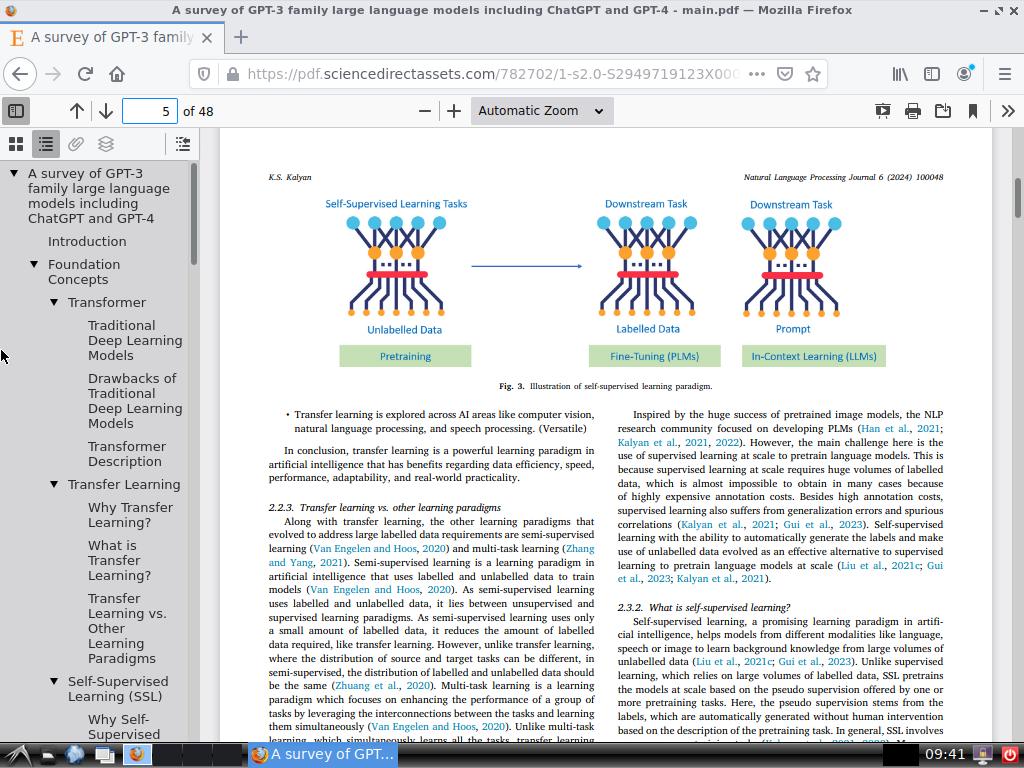 A survey of GPT-3 family large language models including ChatGPT and GPT-4 - main.pdf — Mozilla Firefox
A survey of GPT-3 family
https://pdf.sciencedirectassets.com/782702/1-s2.0-S2949719123X000
5 of 48
Automatic Zoom
A survey of GPT-3
family large language
models including
ChatGPT and GPT-4
Introduction
Foundation
Concepts
Transformer
Traditional
Deep Learning
Models
Drawbacks of
Traditional
Deep Learning
Models
Transformer
Description
Transfer Learning
Why Transfer
Learning?
What is
Transfer
Learning?
Transfer
Learning vs.
Other
Learning
Paradigms
Self-Supervised
Learning (SSL)
Why Self-
Supervised
K.S. Kalyan
Natural Language Processing Journal 6 (2024) 100048
Self-Supervised Learning Tasks
Downstream Task
Downstream Task
Unlabelled Data
Labelled Data
Prompt
Pretraining
Fine-Tuning (PLMs)
In-Context Learning (LLMs)
Fig. 3. Illustration of self-supervised learning paradigm.
• Transfer learning is explored across AI areas like computer vision,
natural language processing, and speech processing. (Versatile)
In conclusion, transfer learning is a powerful learning paradigm in
artificial intelligence that has benefits regarding data efficiency, speed,
performance, adaptability, and real-world practicality.
2.2.3. Transfer learning vs. other learning paradigms
Along with transfer learning, the other learning paradigms that
evolved to address large labelled data requirements are semi-supervised
learning (Van Engelen and Hoos, 2020) and multi-task learning (Zhang
and Yang, 2021). Semi-supervised learning is a learning paradigm in
artificial intelligence that uses labelled and unlabelled data to train
models (Van Engelen and Hoos, 2020). As semi-supervised learning
uses labelled and unlabelled data, it lies between unsupervised and
supervised learning paradigms. As semi-supervised learning uses only
a small amount of labelled data, it reduces the amount of labelled
data required, like transfer learning. However, unlike transfer learning,
where the distribution of source and target tasks can be different, in
semi-supervised, the distribution of labelled and unlabelled data should
be the same (Zhuang et al., 2020). Multi-task learning is a learning
paradigm which focuses on enhancing the performance of a group of
tasks by leveraging the interconnections between the tasks and learning
them simultaneously (Van Engelen and Hoos, 2020). Unlike multi-task
learning, which simultaneously learns all the tasks, transfer learning
Inspired by the huge success of pretrained image models, the NLP
research community focused on developing PLMs (Han et al., 2021;
Kalyan et al., 2021, 2022). However, the main challenge here is the
use of supervised learning at scale to pretrain language models. This is
because supervised learning at scale requires huge volumes of labelled
data, which is almost impossible to obtain in many cases because
of highly expensive annotation costs. Besides high annotation costs,
supervised learning also suffers from generalization errors and spurious
correlations (Kalyan et al., 2021; Gui et al., 2023). Self-supervised
learning with the ability to automatically generate the labels and make
use of unlabelled data evolved as an effective alternative to supervised
learning to pretrain language models at scale (Liu et al., 2021c; Gui
et al., 2023; Kalyan et al., 2021).
2.3.2. What is self-supervised learning?
Self-supervised learning, a promising learning paradigm in artifi-
cial intelligence, helps models from different modalities like language,
speech or image to learn background knowledge from large volumes of
unlabelled data (Liu et al., 2021c; Gui et al., 2023). Unlike supervised
learning, which relies on large volumes of labelled data, SSL pretrains
the models at scale based on the pseudo supervision offered by one or
more pretraining tasks. Here, the pseudo supervision stems from the
labels, which are automatically generated without human intervention
based on the description of the pretraining task. In general, SSL involves
A survey of GPT...
09:41